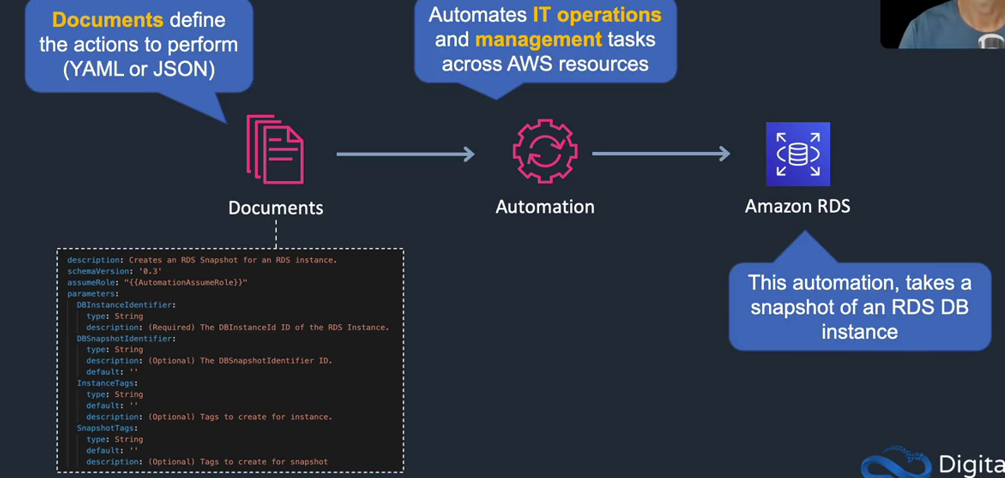 Documents define
the actions to perform
(YAML or JSON)
Automates IT operations
and management tasks
across AWS resources
Documents
Automation
Amazon RDS
description: Creates an RDS Snapshot for an RDS instance.
schemaVersion: '0.3'
assumeRole: "{{AutomationAssumeRole}}"
parameters:
DBInstanceIdentifier:
type: String
description: (Required) The DBInstanceId ID of the RDS Instance.
DBSnapshotIdentifier:
type: String
description: (Optional) The DBSnapshotIdentifier ID.
default: ''
InstanceTags:
type: String
default: ''
description: (Optional) Tags to create for instance.
SnapshotTags:
type: String
default: ''
description: (Optional) Tags to create for snapshot
This automation, takes a
snapshot of an RDS DB
instance
Digita